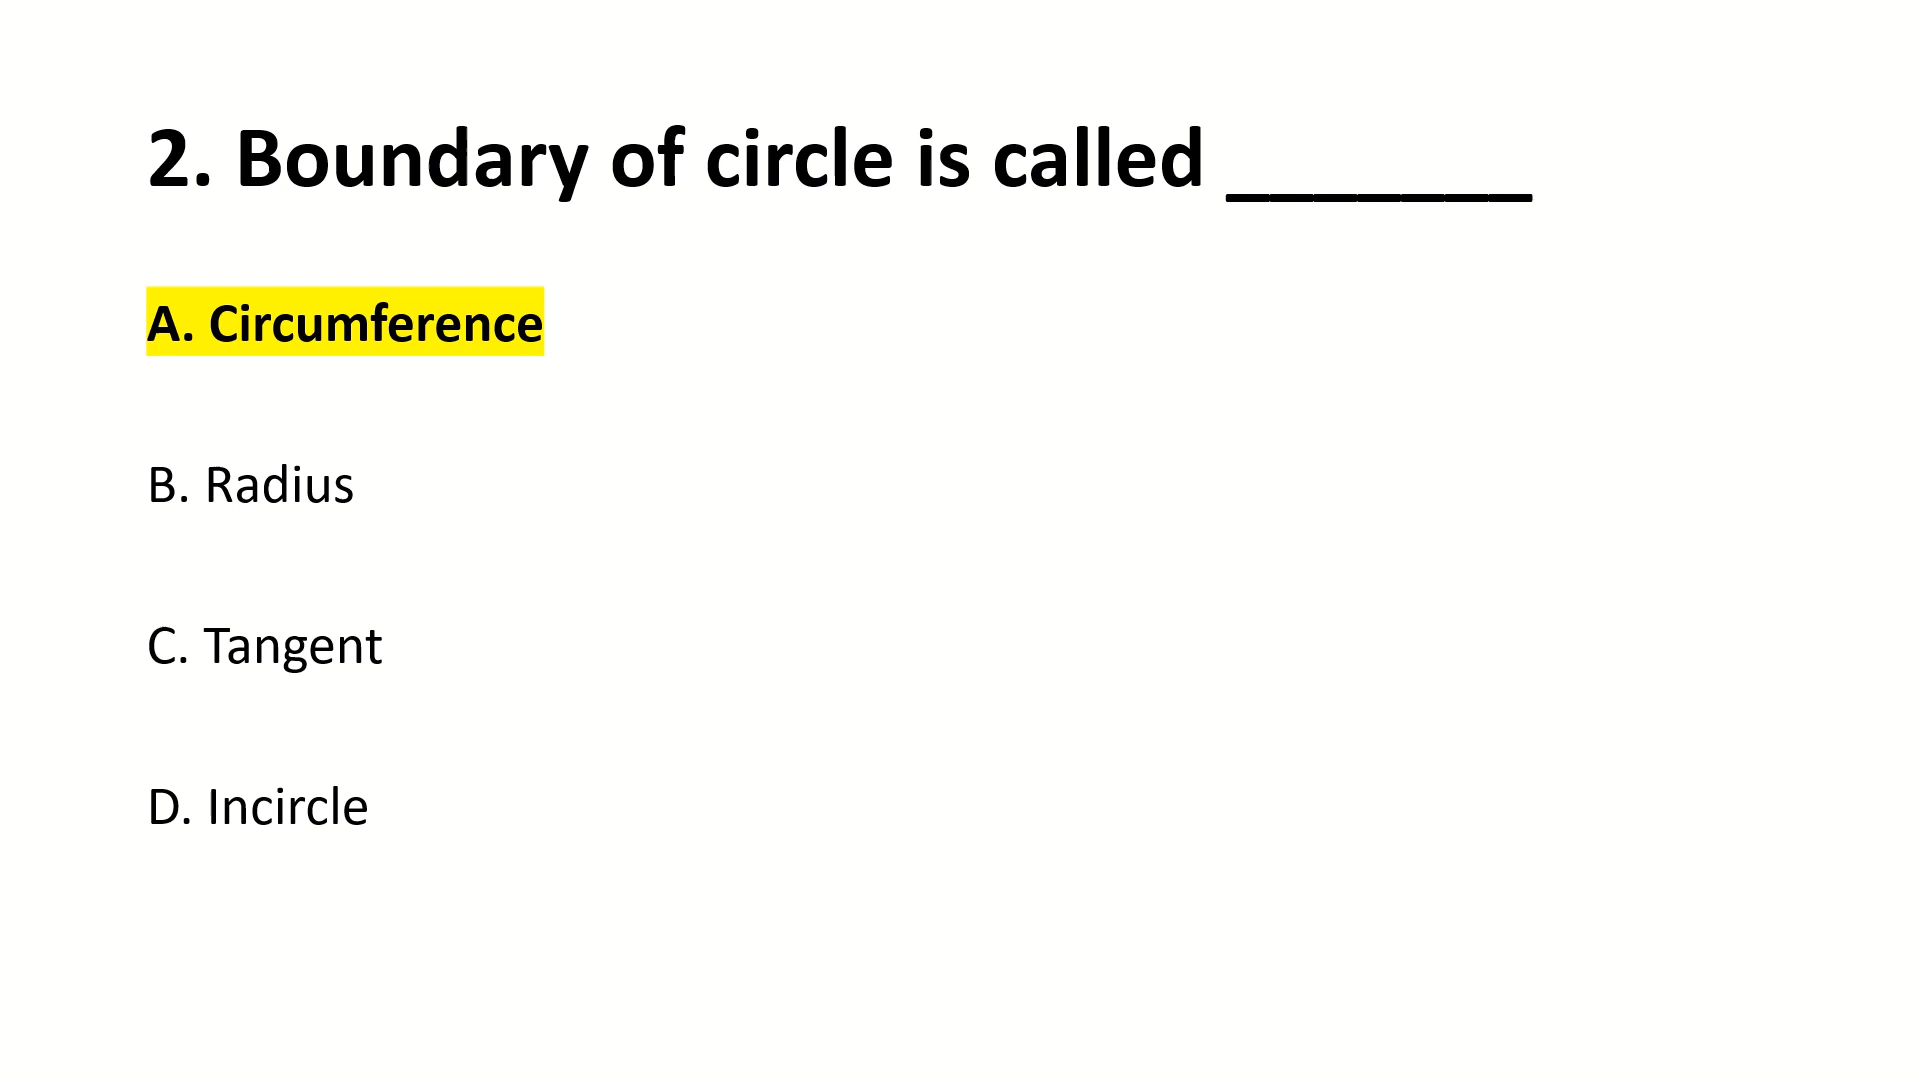 2. Boundary of circle is called _______
A. Circumference
B. Radius
C. Tangent
D. Incircle